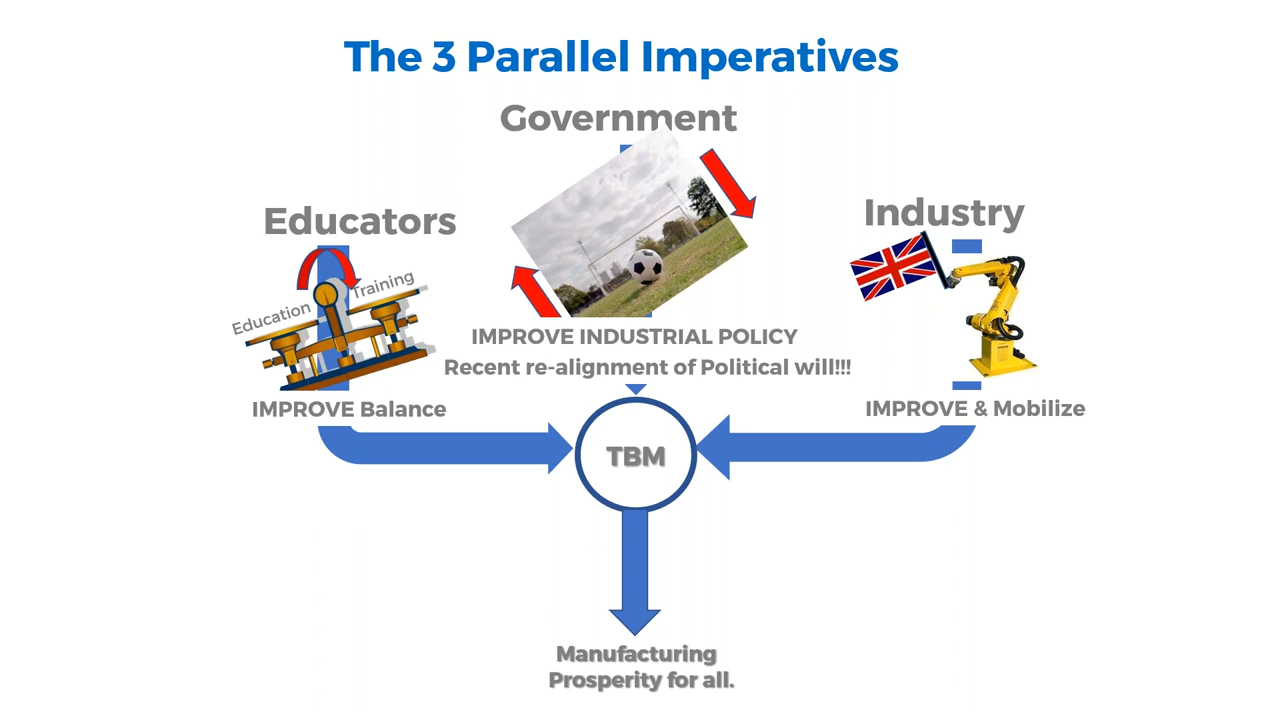 The 3 Parallel Imperatives
Government
Educators
Industry
Education
Training
IMPROVE INDUSTRIAL POLICY
Recent re-alignment of Political will!!!
IMPROVE Balance
IMPROVE & Mobilize
TBM
Manufacturing
Prosperity for all.